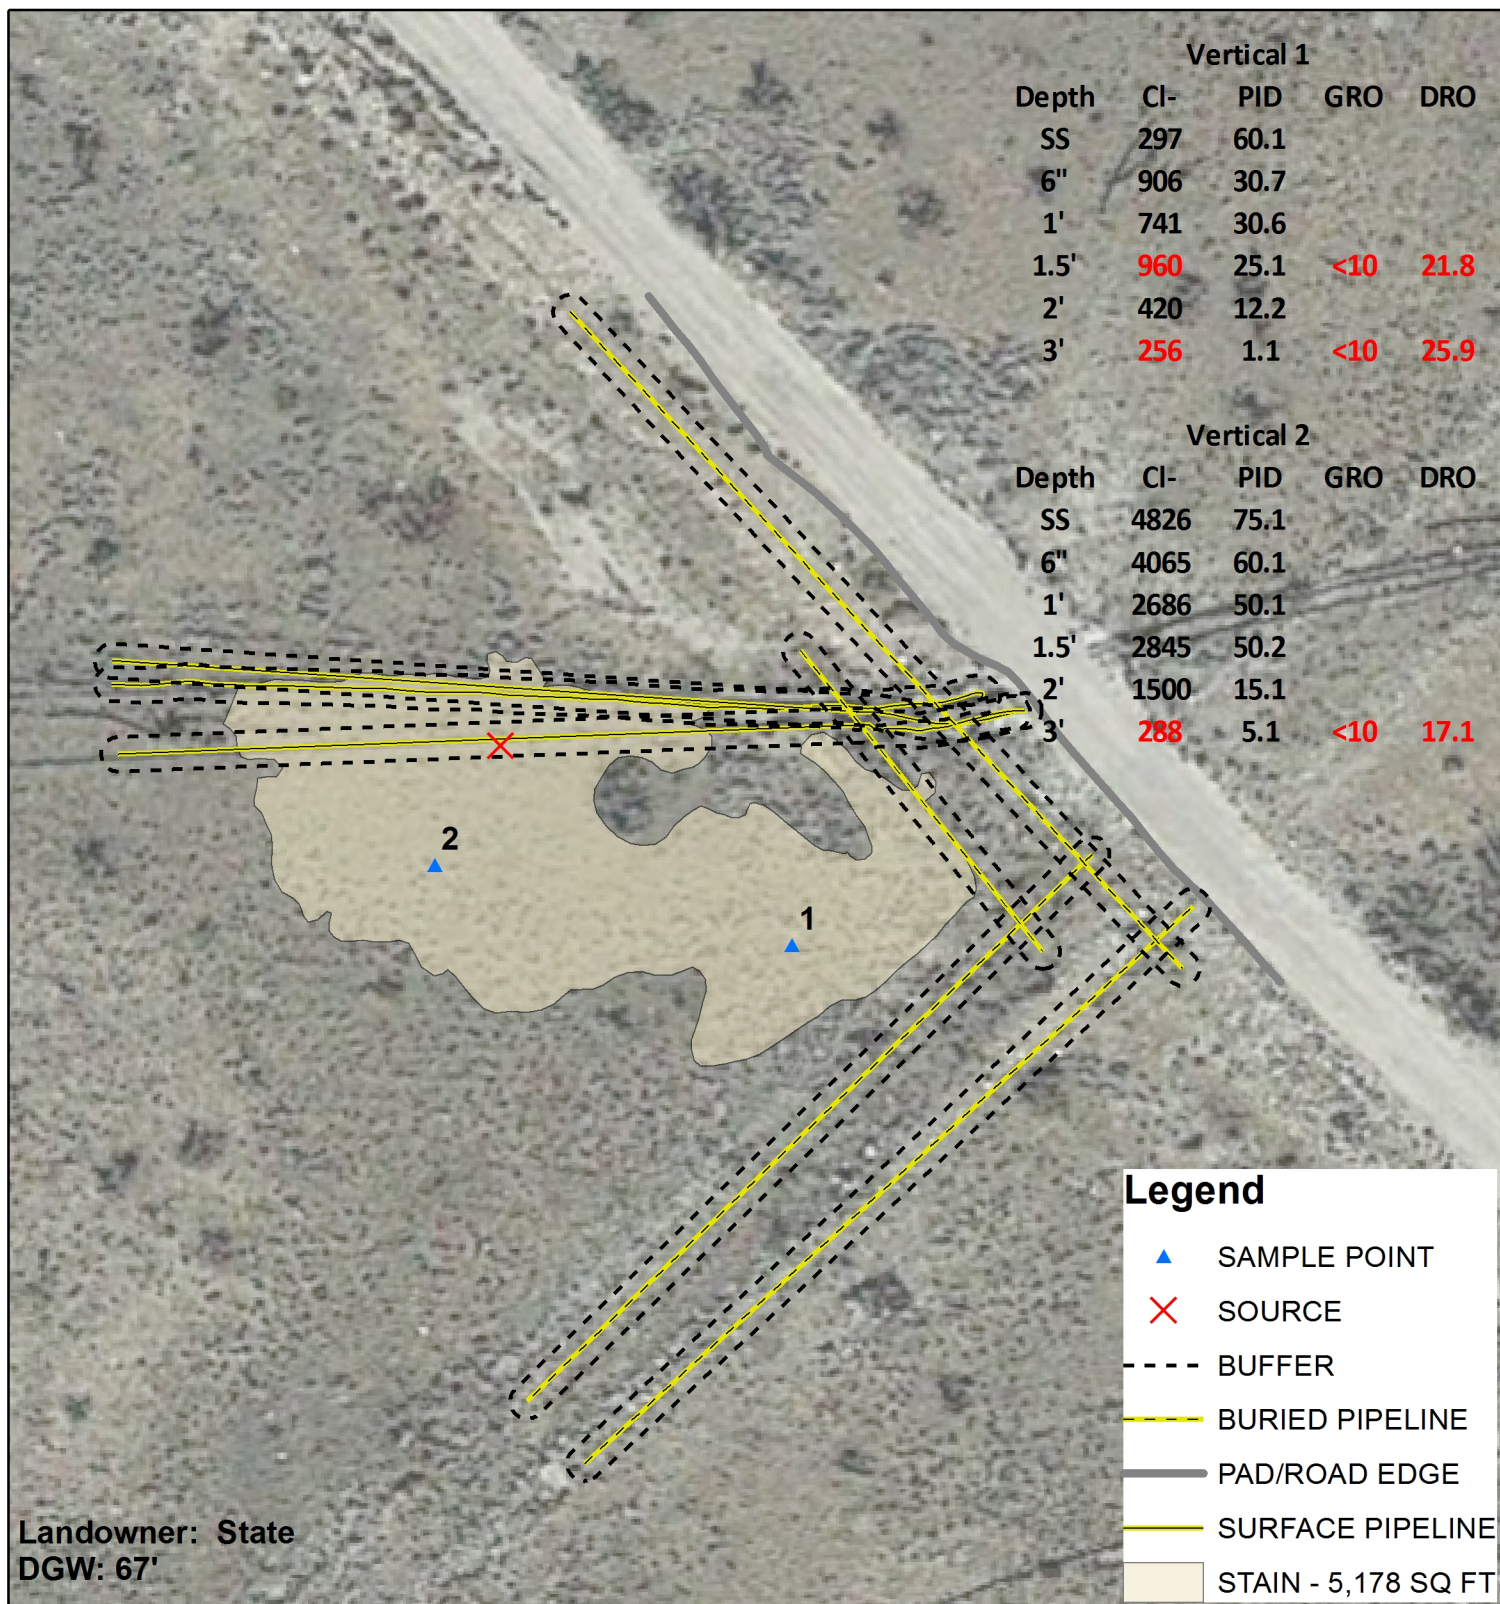 Vertical 1
Depth Cl- PID GRO DRO
SS 297 60.1
6" 906 30.7
1' 741 30.6
1.5' 960 25.1 <10 21.8
2' 420 12.2
3' 256 1.1 <10 25.9
Vertical 2
Depth Cl- PID GRO DRO
SS 4826 75.1
6" 4065 60.1
1' 2686 50.1
1.5' 2845 50.2
2' 1500 15.1
3' 288 5.1 <10 17.1
2
1
Legend
SAMPLE POINT
SOURCE
BUFFER
BURIED PIPELINE
PAD/ROAD EDGE
SURFACE PIPELINE
STAIN - 5,178 SQ FT
Landowner: State
DGW: 67'